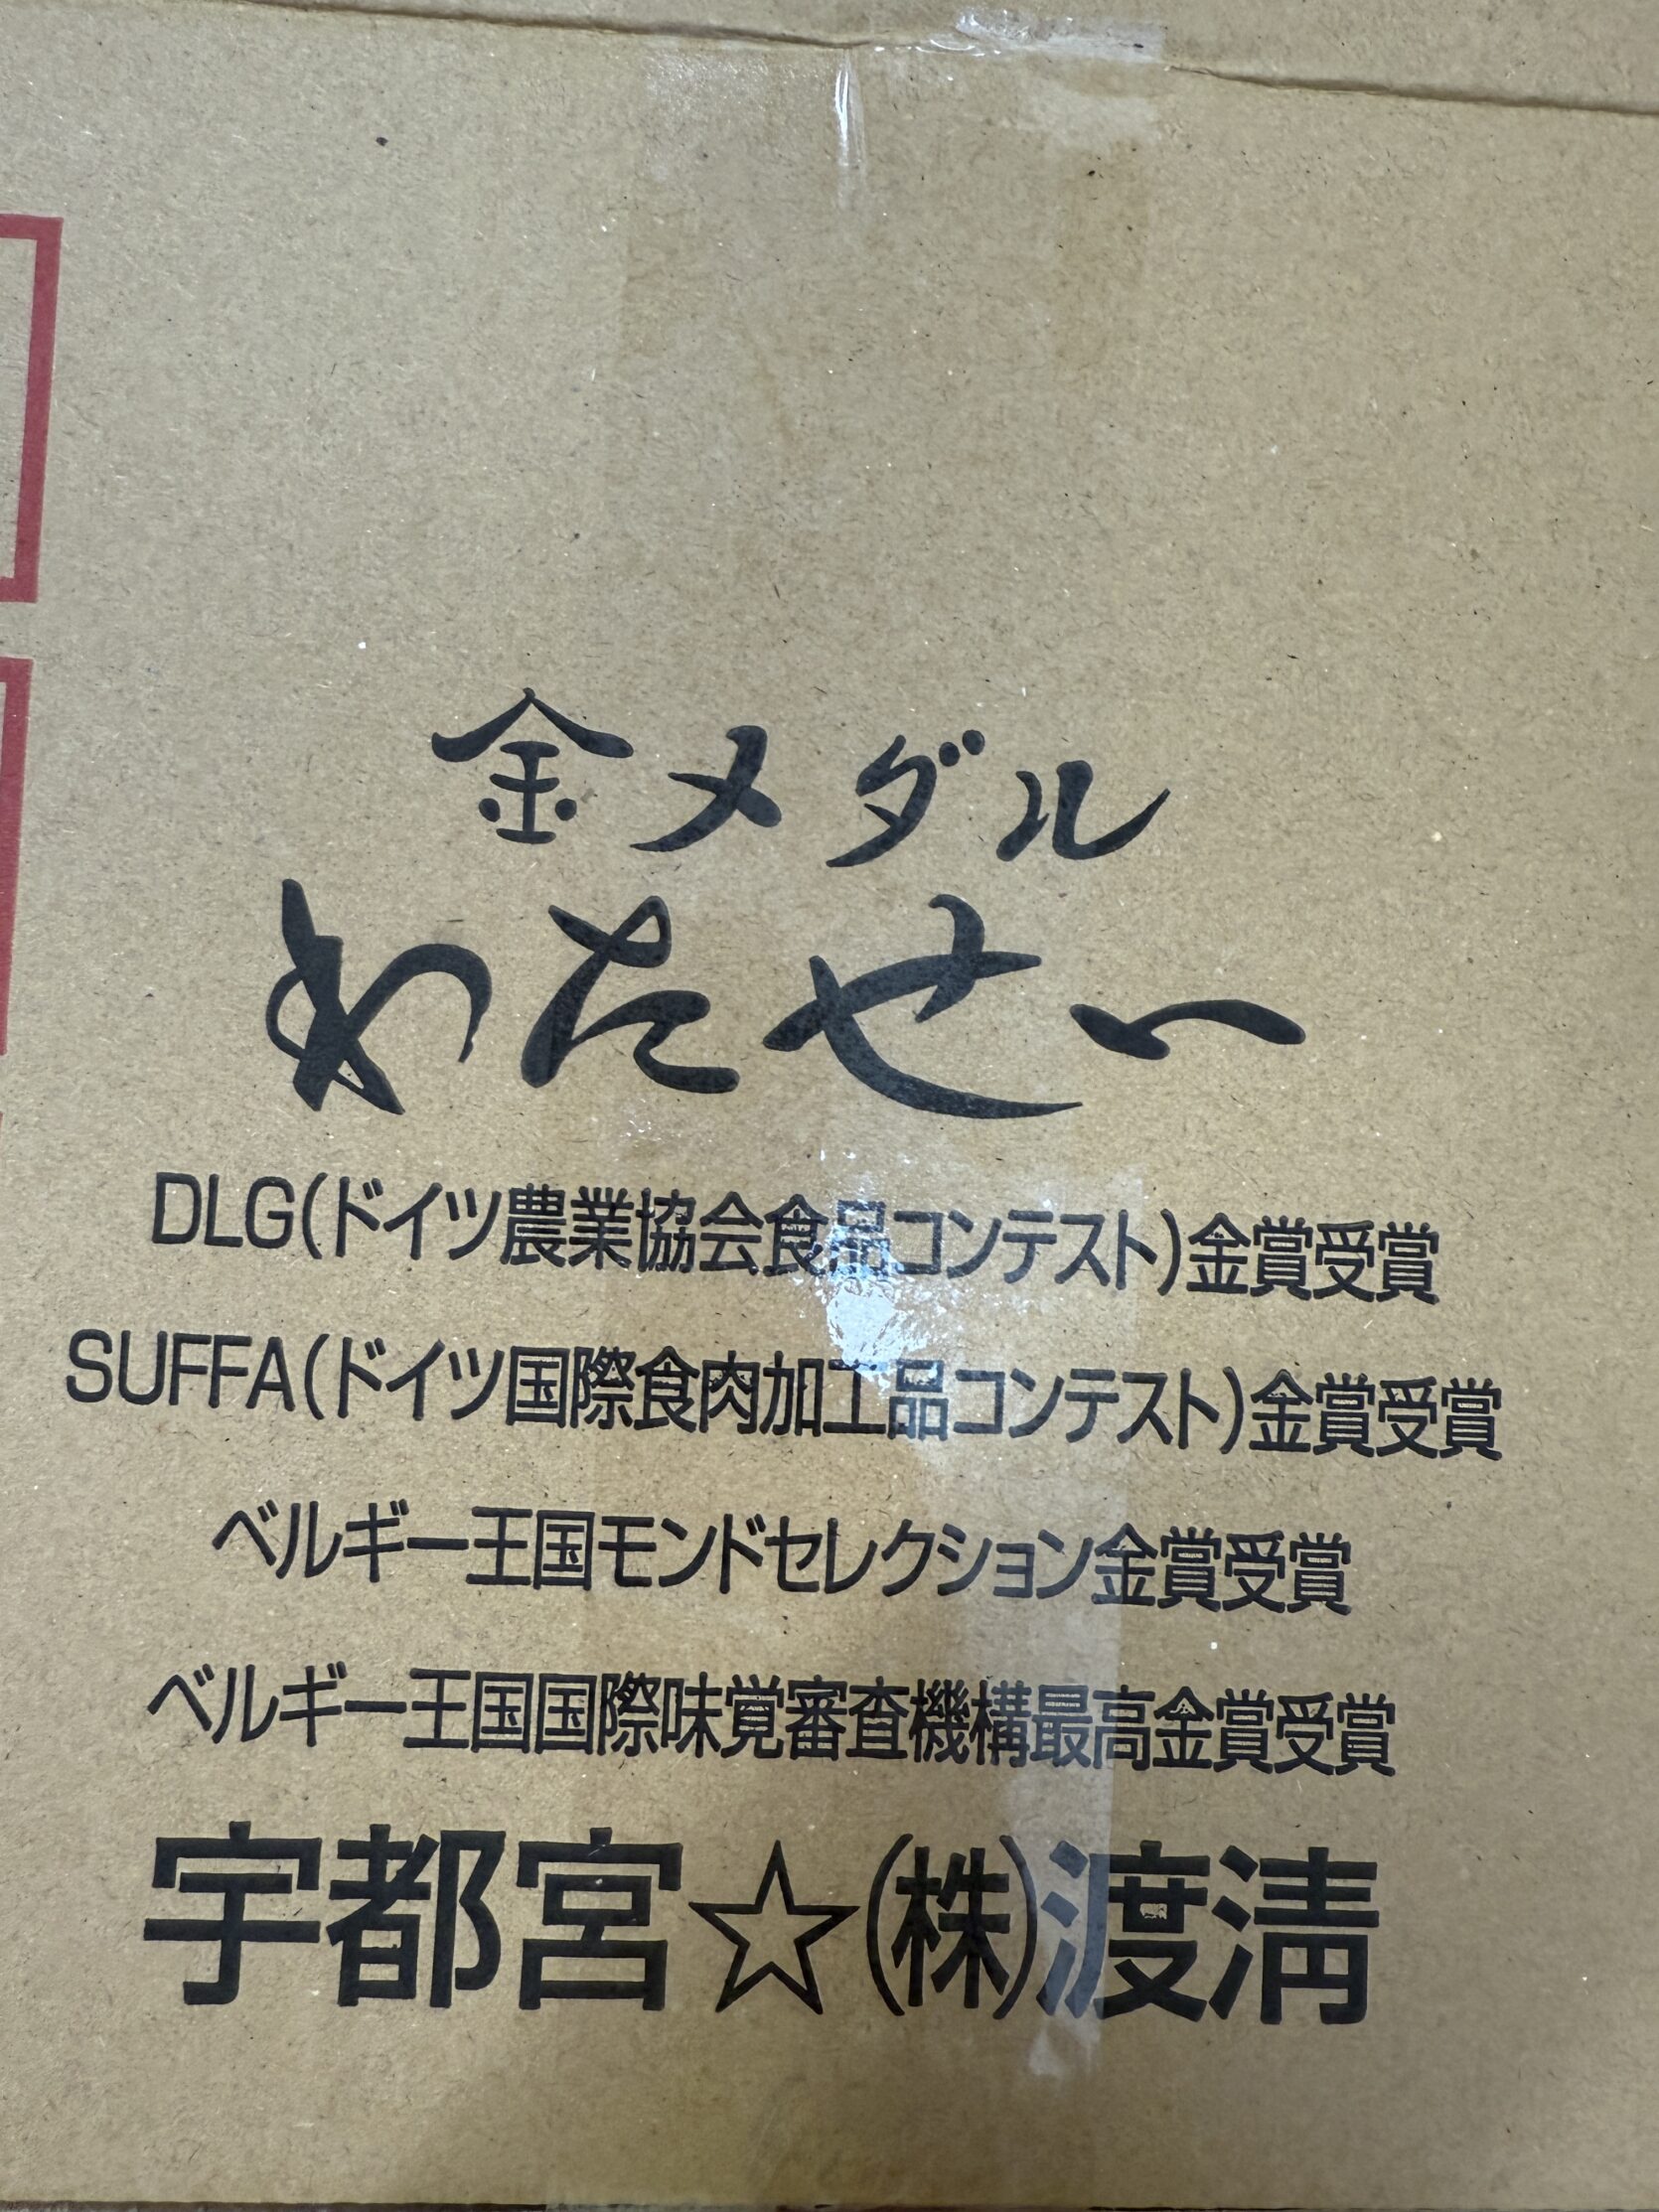 金メダル
わたせい
DLG(ドイツ農業協会食品コンテスト)金賞受賞
SUFFA(ドイツ国際食肉加工品コンテスト)金賞受賞
ベルギー王国モンドセレクション金賞受賞
ベルギー王国国際味覚審査機構最高金賞受賞
宇都宮☆㈱渡清